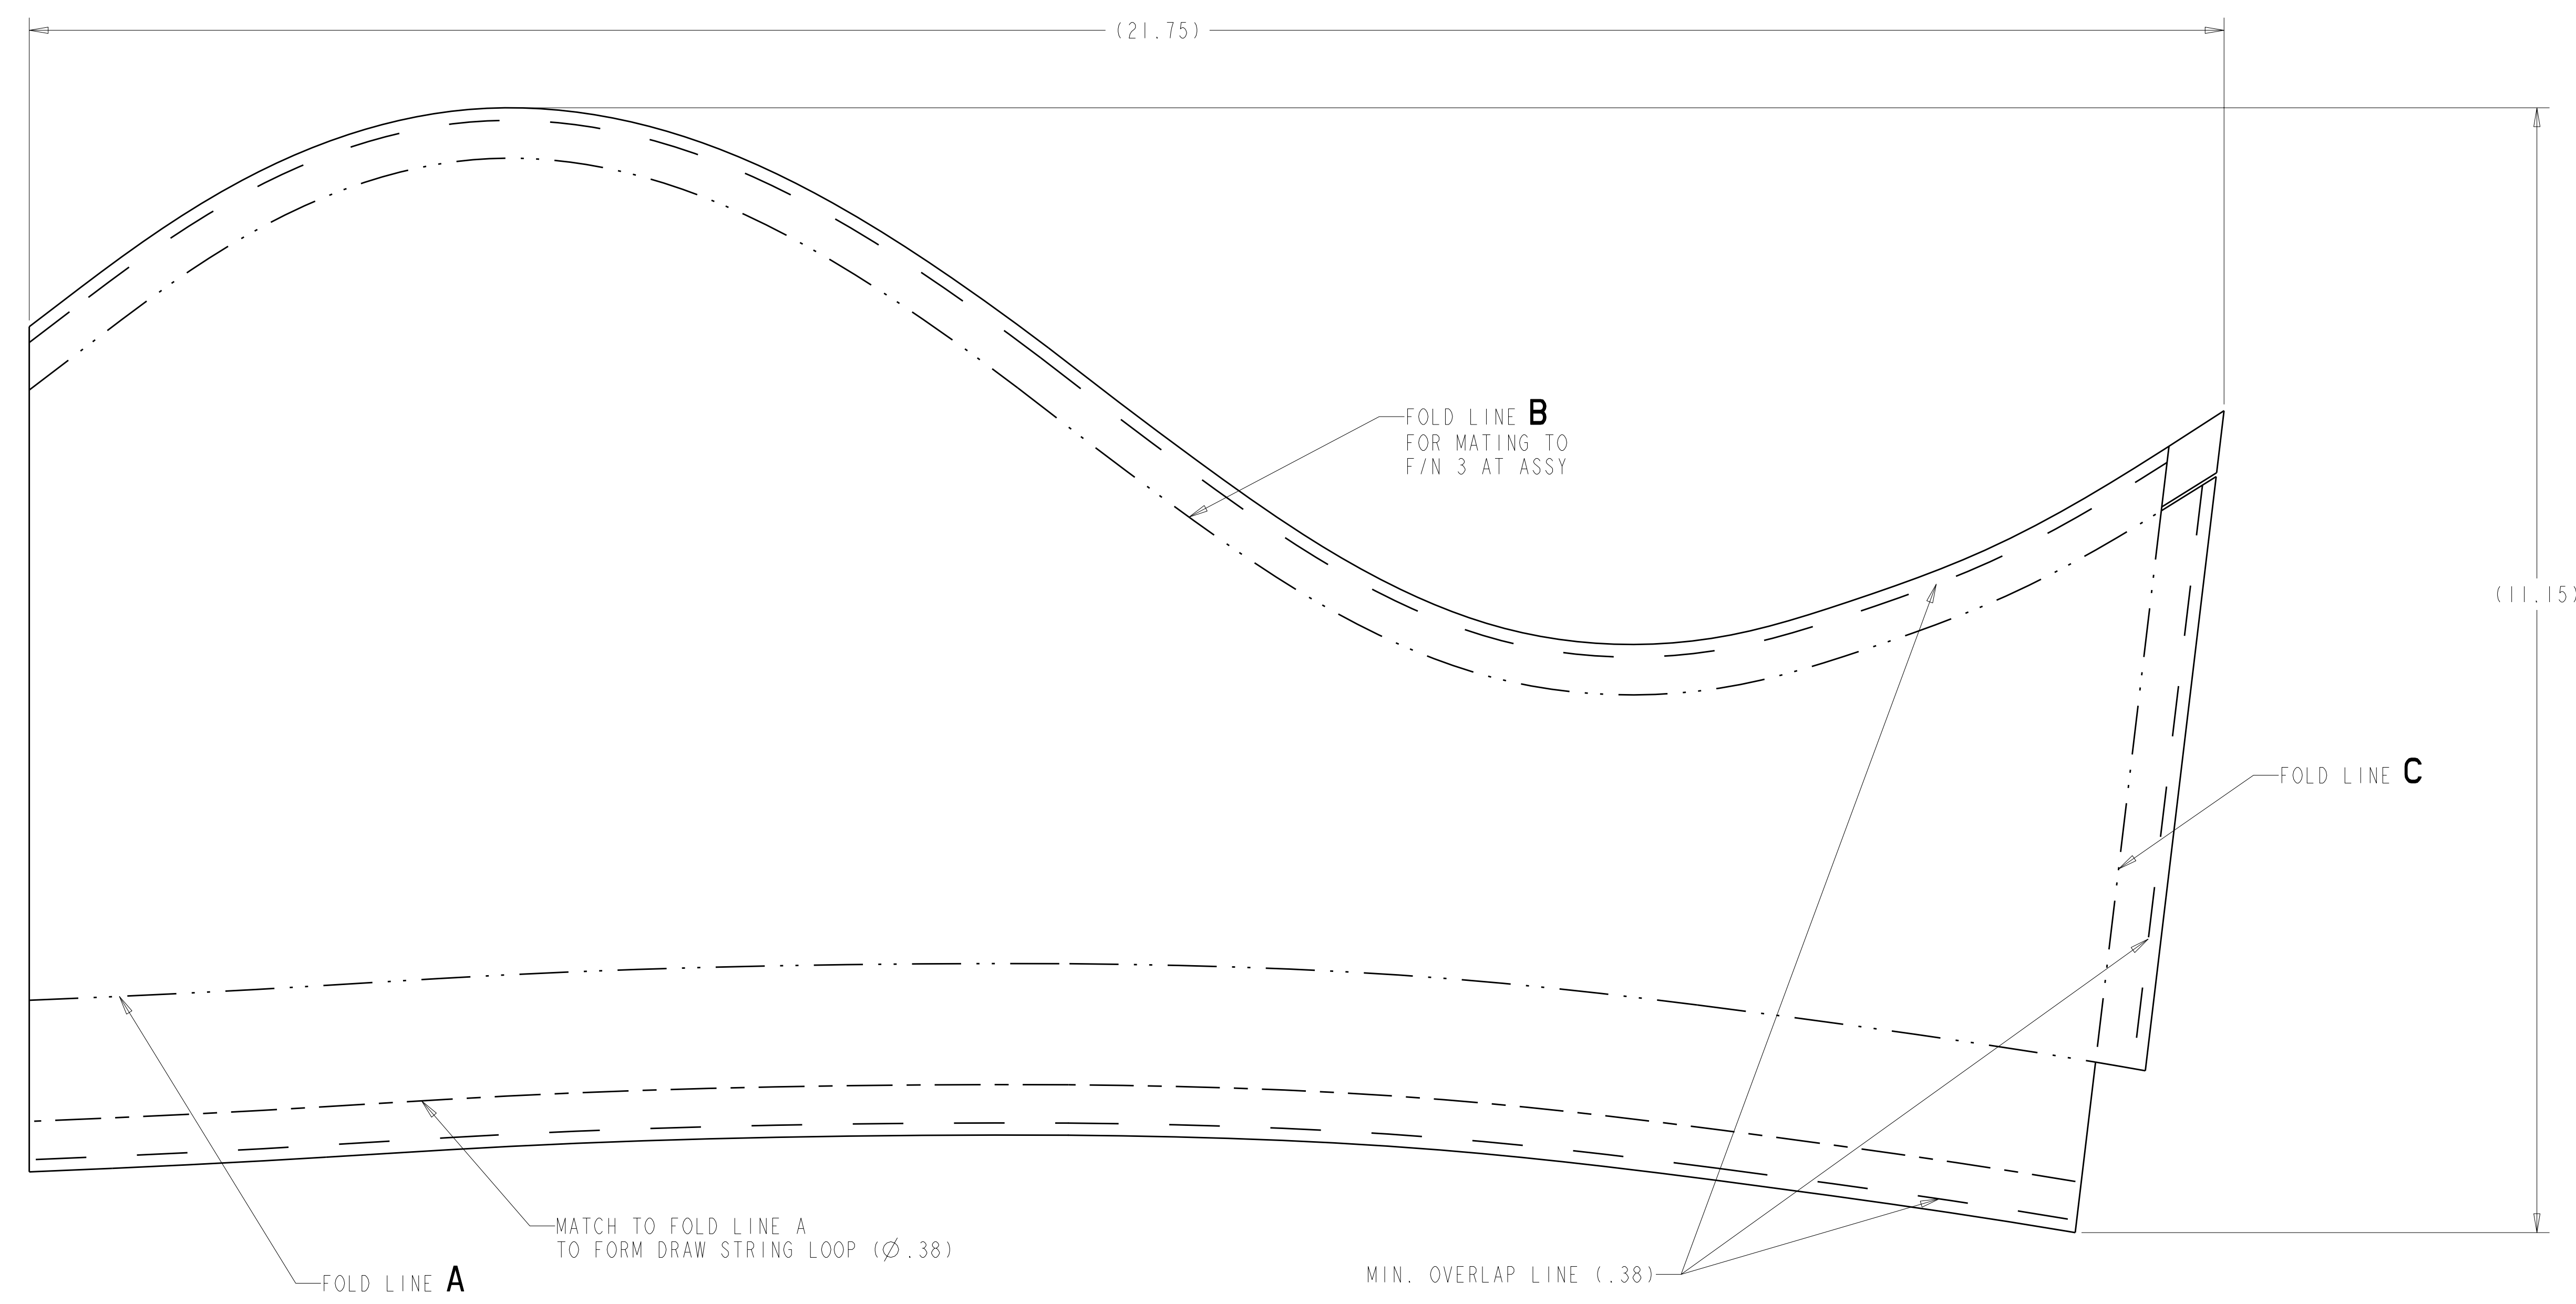 (21.75)
FOLD LINE B
FOR MATING TO
F/N 3 AT ASSY
(11.15)
FOLD LINE C
MATCH TO FOLD LINE A
TO FORM DRAW STRING LOOP (Ø.38)
MIN. OVERLAP LINE (.38)
FOLD LINE A